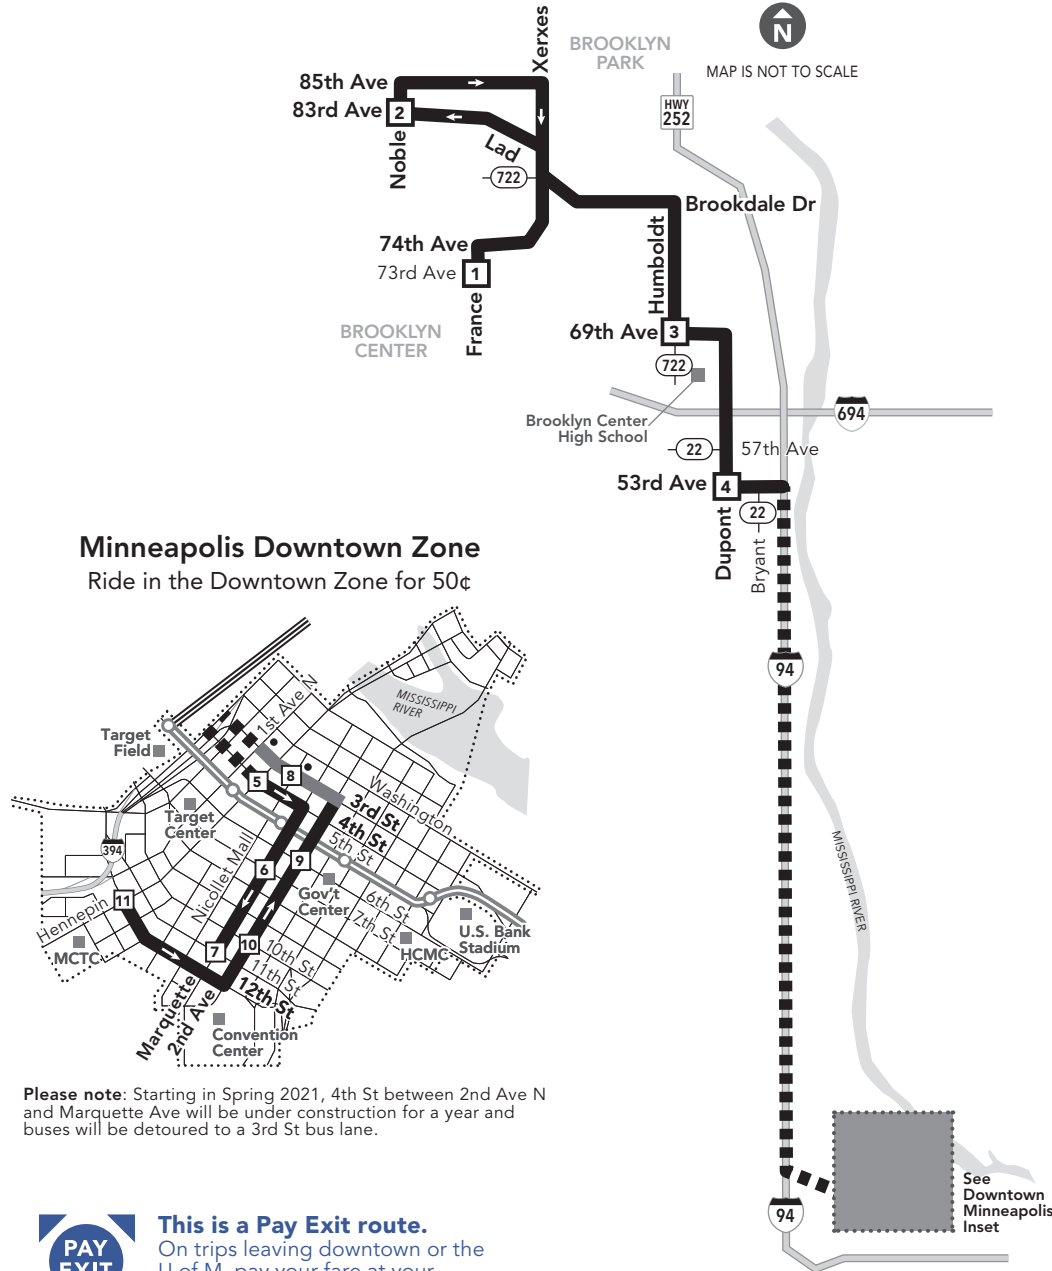 N
MAP IS NOT TO SCALE
Xerxes
BROOKLYN
PARK
HWY
252
85th Ave
83rd Ave
2
Noble
Lad
722
Brookdale Dr
Humboldt
74th Ave
73rd Ave
1
France
BROOKLYN
CENTER
69th Ave
3
722
694
Brooklyn Center
High School
22
57th Ave
53rd Ave
4
22
Dupont
Bryant
94
MISSISSIPPI RIVER
94
See
Downtown
Minneapolis
Inset
Minneapolis Downtown Zone
Ride in the Downtown Zone for 50¢
1st Ave N
MISSISSIPPI
RIVER
Target
Field
5
8
Washington
Target
Center
3rd St
4th St
5th St
394
Nicollet Mall
6
9
Gov't
Center
6th St
7th St
11
Hennepin
MCTC
7
10
10th St
11th St
12th St
HCMC
U.S. Bank
Stadium
Marquette
2nd Ave
Convention
Center
Please note: Starting in Spring 2021, 4th St between 2nd Ave N
and Marquette Ave will be under construction for a year and
buses will be detoured to a 3rd St bus lane.
PAY
EXIT
This is a Pay Exit route.
On trips leaving downtown or the
U of M, pay your fare at your